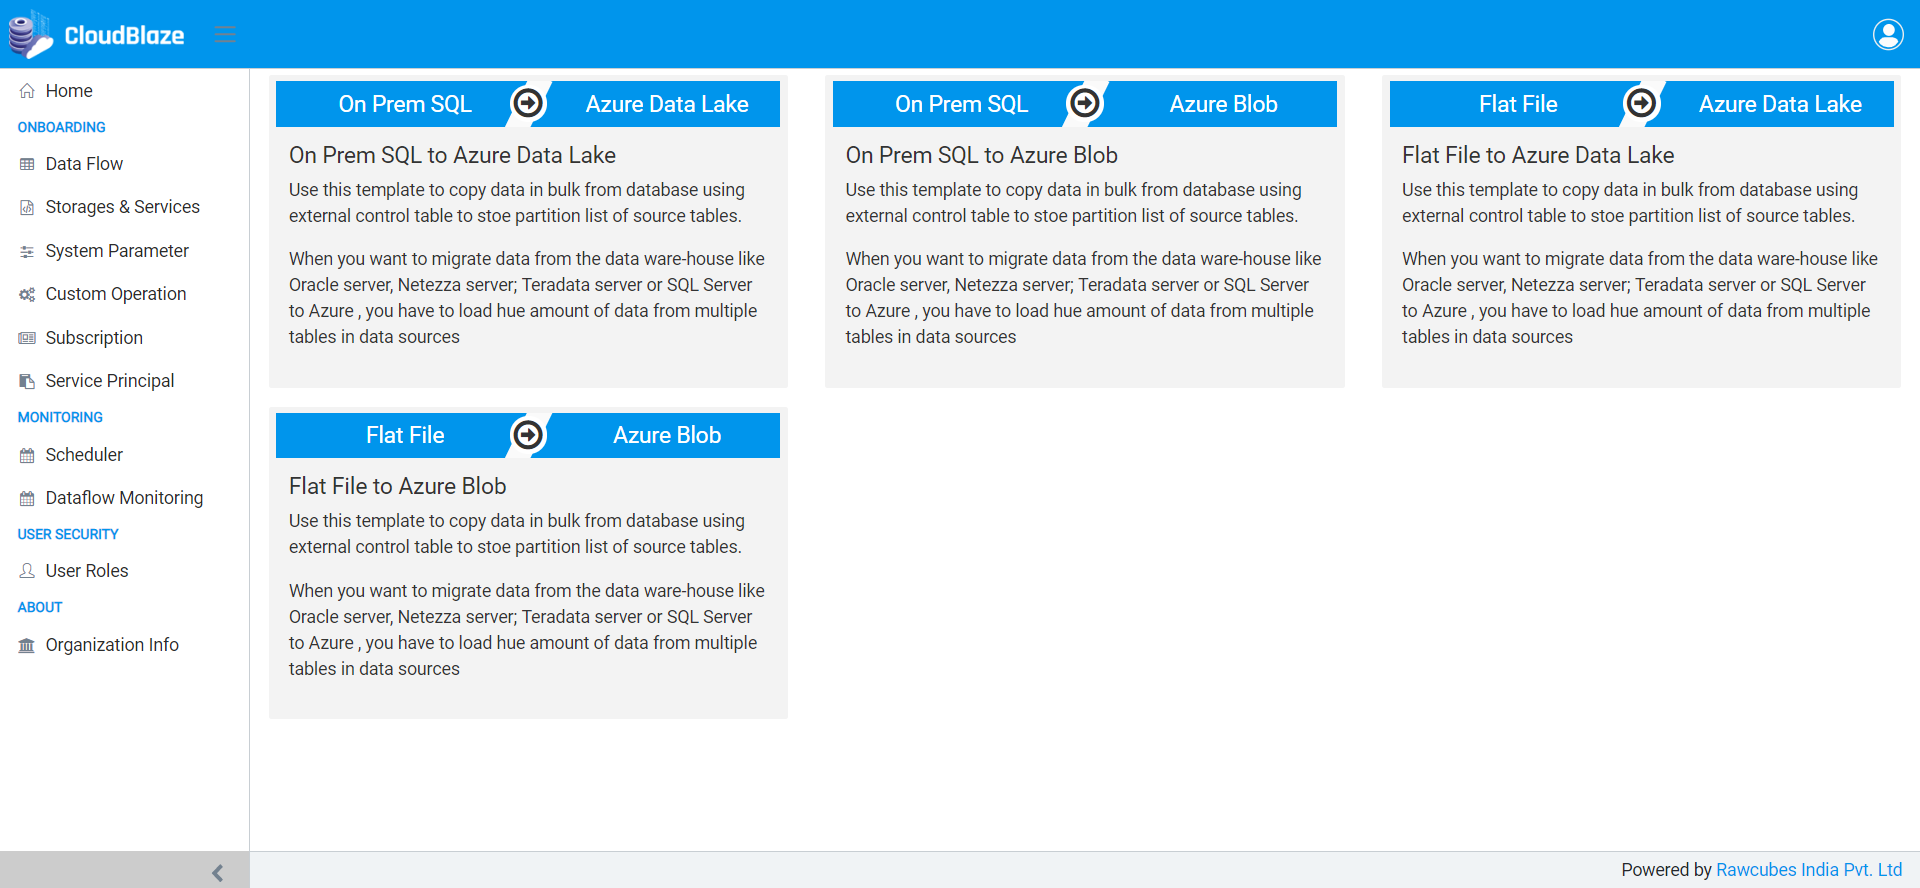 CloudBlaze
Home
ONBOARDING
Data Flow
Storages & Services
System Parameter
Custom Operation
Subscription
Service Principal
MONITORING
Scheduler
Dataflow Monitoring
USER SECURITY
User Roles
ABOUT
Organization Info
On Prem SQL Azure Data Lake
On Prem SQL to Azure Data Lake
Use this template to copy data in bulk from database using
external control table to stoe partition list of source tables.
When you want to migrate data from the data ware-house like
Oracle server, Netezza server; Teradata server or SQL Server
to Azure , you have to load hue amount of data from multiple
tables in data sources
On Prem SQL Azure Blob
On Prem SQL to Azure Blob
Use this template to copy data in bulk from database using
external control table to stoe partition list of source tables.
When you want to migrate data from the data ware-house like
Oracle server, Netezza server; Teradata server or SQL Server
to Azure , you have to load hue amount of data from multiple
tables in data sources
Flat File Azure Data Lake
Flat File to Azure Data Lake
Use this template to copy data in bulk from database using
external control table to stoe partition list of source tables.
When you want to migrate data from the data ware-house like
Oracle server, Netezza server; Teradata server or SQL Server
to Azure , you have to load hue amount of data from multiple
tables in data sources
Flat File Azure Blob
Flat File to Azure Blob
Use this template to copy data in bulk from database using
external control table to stoe partition list of source tables.
When you want to migrate data from the data ware-house like
Oracle server, Netezza server; Teradata server or SQL Server
to Azure , you have to load hue amount of data from multiple
tables in data sources
Powered by Rawcubes India Pvt. Ltd